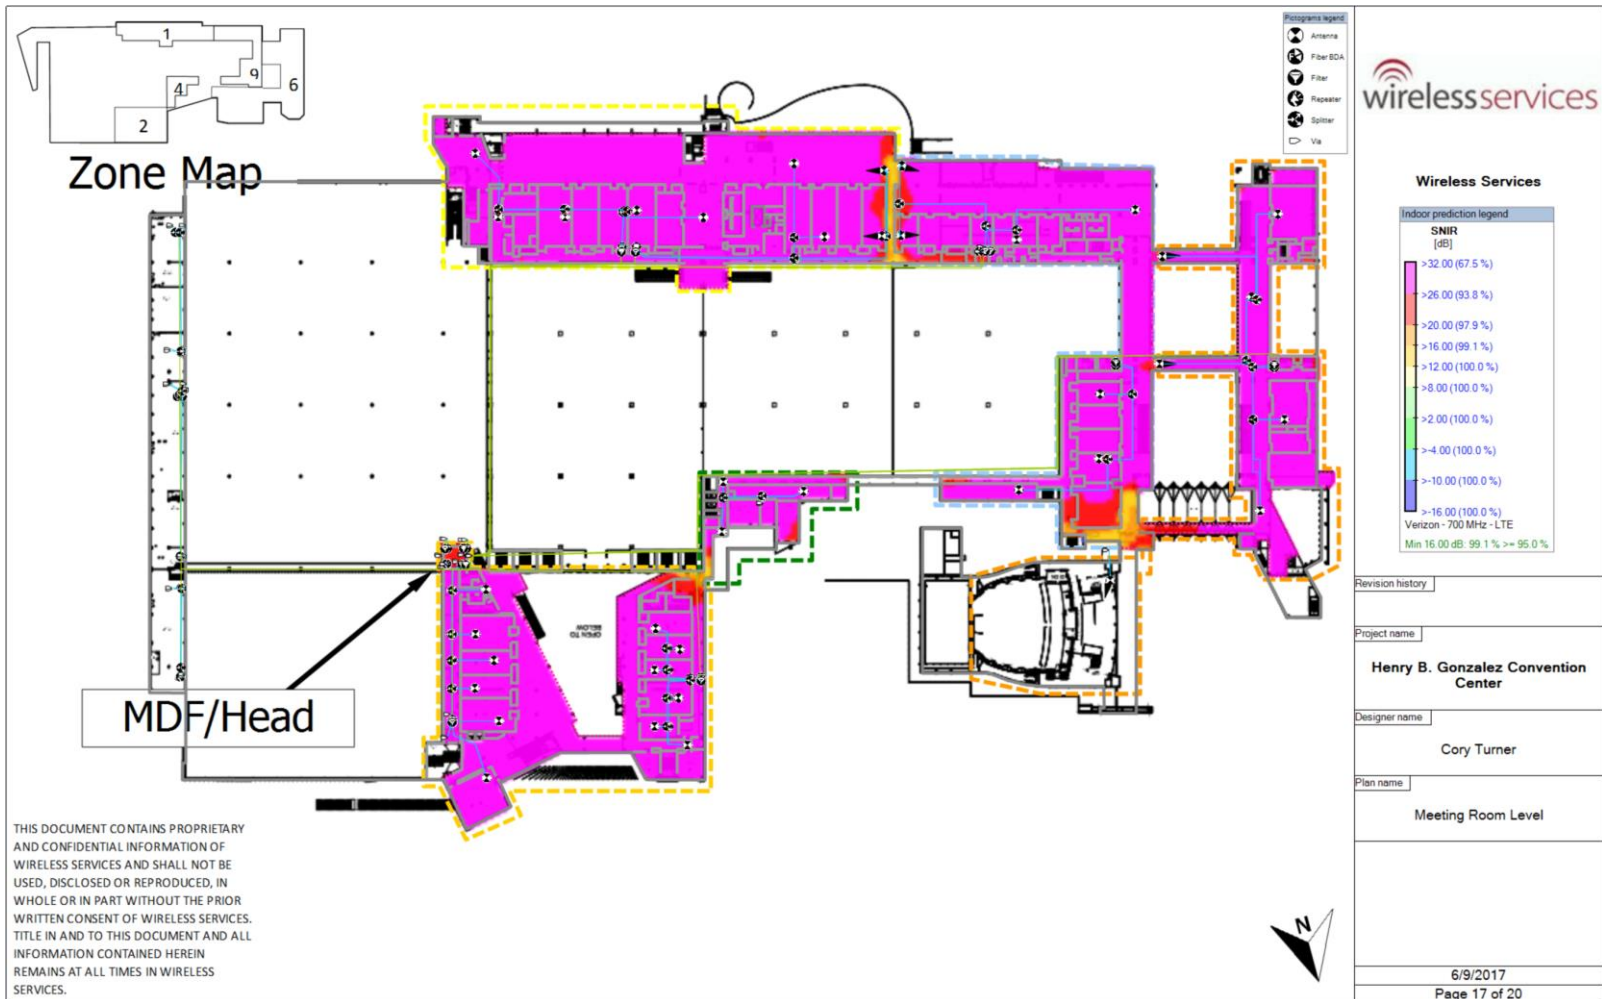 1
9
6
4
2
Zone Map
Pictograms legend
Antenna
Fiber BDA
Filter
Repeater
Splitter
Via
wirelessservices
Wireless Services
Indoor prediction legend
SNIR
[dB]
>32.00 (67.5 %)
>26.00 (93.8 %)
>20.00 (97.9 %)
>16.00 (99.1 %)
>12.00 (100.0 %)
>8.00 (100.0 %)
>2.00 (100.0 %)
>-4.00 (100.0 %)
>-10.00 (100.0 %)
>-16.00 (100.0 %)
Verizon - 700 MHz - LTE
Min 16.00 dB: 99.1 % >= 95.0 %
OPEN TO
BELOW
MDF/Head
Revision history
Project name
Henry B. Gonzalez Convention
Center
Designer name
Cory Turner
Plan name
Meeting Room Level
THIS DOCUMENT CONTAINS PROPRIETARY
AND CONFIDENTIAL INFORMATION OF
WIRELESS SERVICES AND SHALL NOT BE
USED, DISCLOSED OR REPRODUCED, IN
WHOLE OR IN PART WITHOUT THE PRIOR
WRITTEN CONSENT OF WIRELESS SERVICES.
TITLE IN AND TO THIS DOCUMENT AND ALL
INFORMATION CONTAINED HEREIN
REMAINS AT ALL TIMES IN WIRELESS
SERVICES.
N
6/9/2017
Page 17 of 20